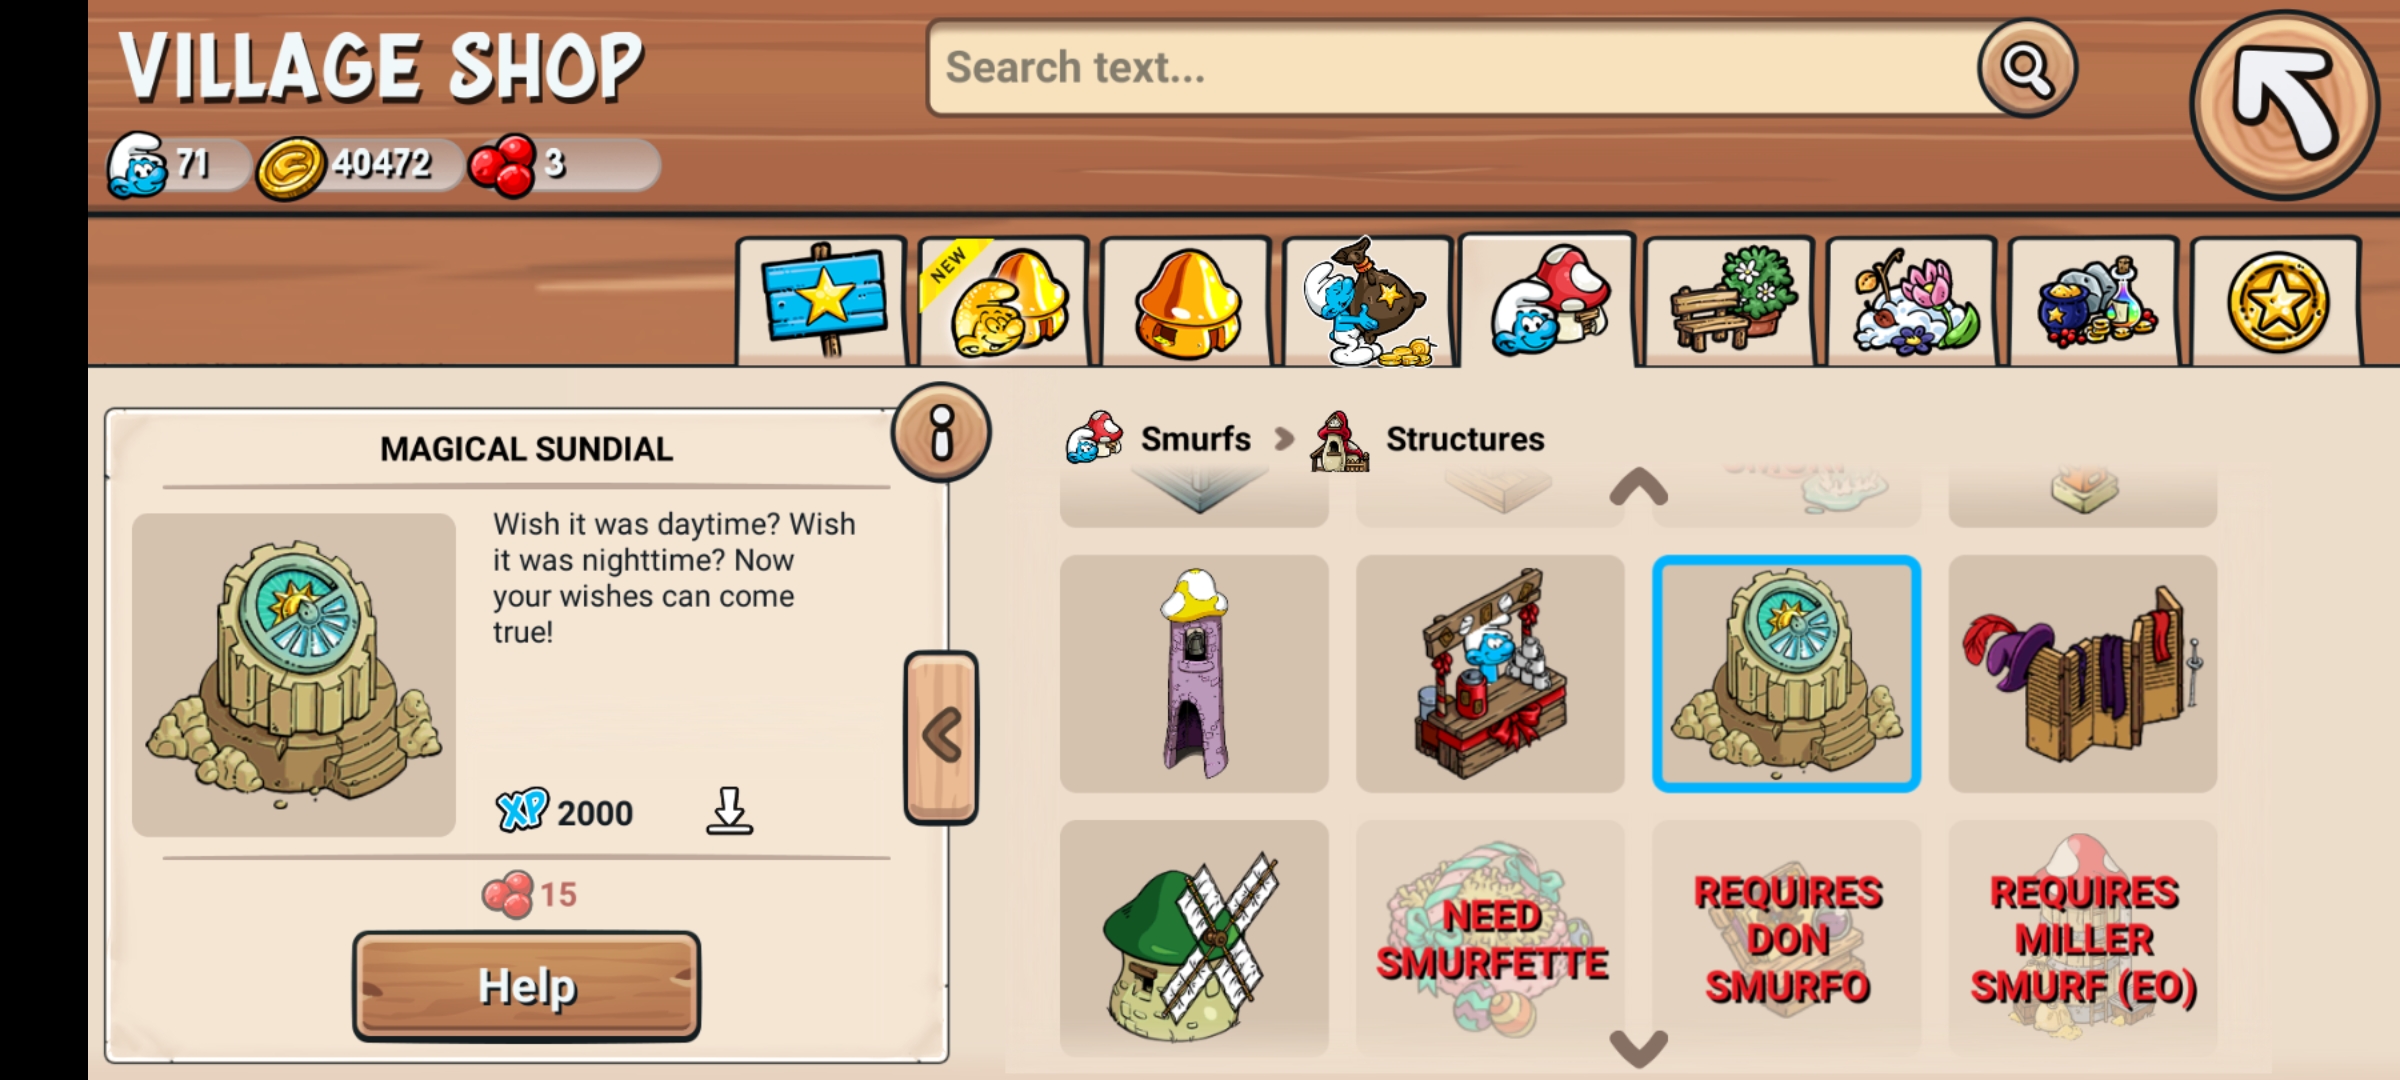 VILLAGE SHOP
Search text...
71
40472
3
NEW
MAGICAL SUNDIAL
Wish it was daytime? Wish
it was nighttime? Now
your wishes can come
true!
XP 2000
15
Help
Smurfs
Structures
NEED
SMURFETTE
REQUIRES
DON
SMURFO
REQUIRES
MILLER
SMURF (EO)